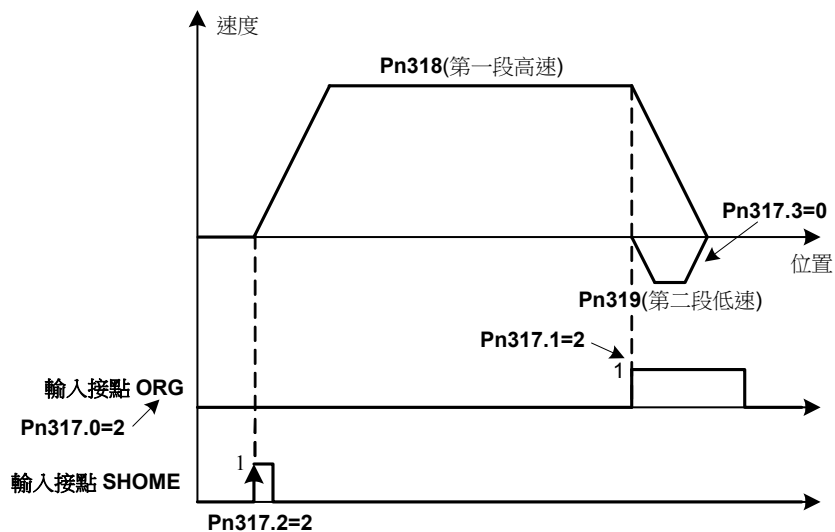 速度
Pn318(第一段高速)
Pn317.3=0
位置
Pn319(第二段低速)
Pn317.1=2
1
輸入接點 ORG
Pn317.0=2
1
輸入接點 SHOME
Pn317.2=2